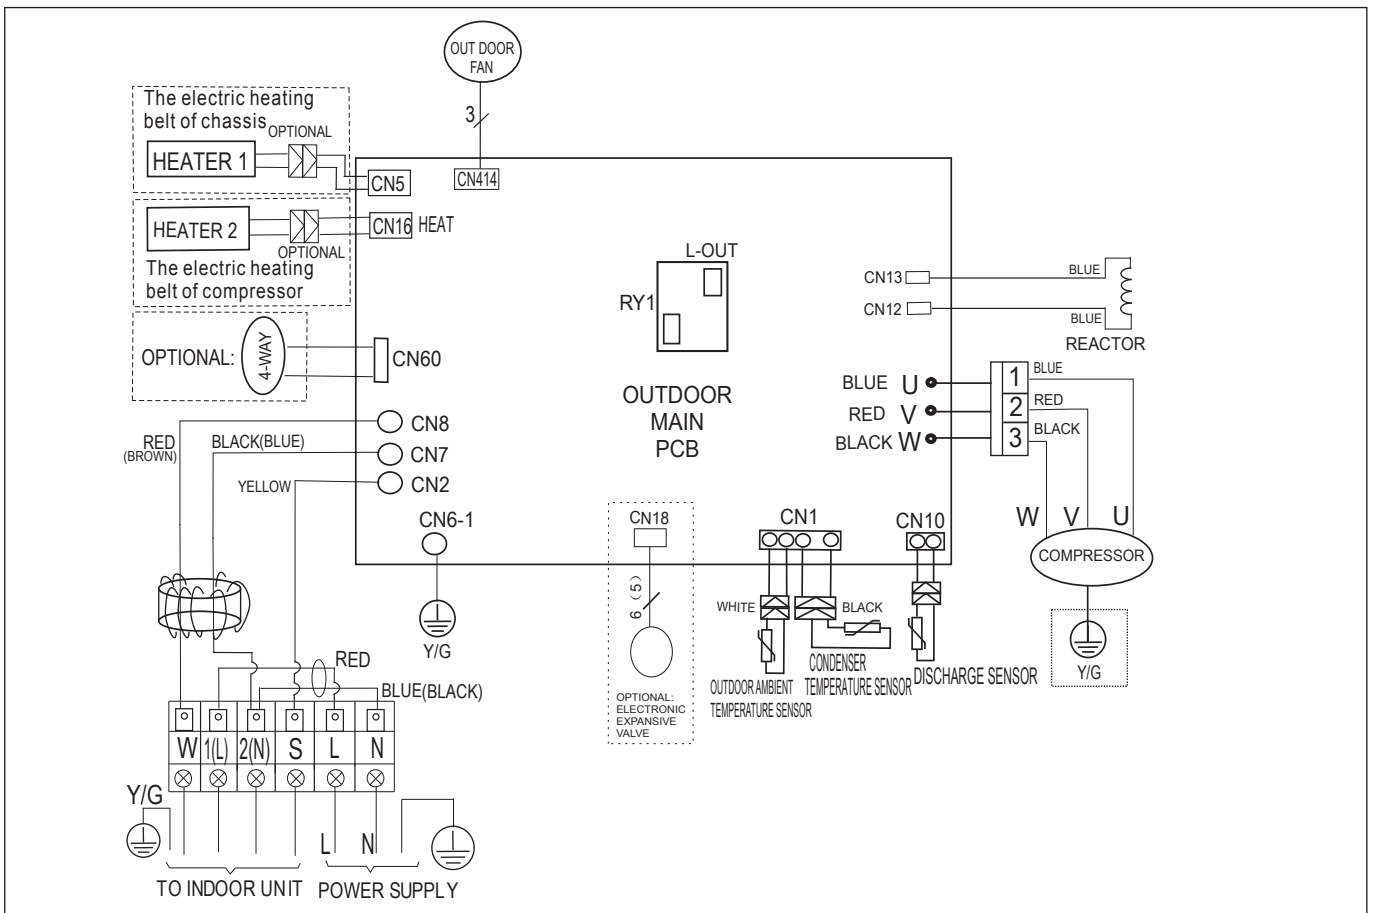 OUT DOOR
FAN
3
The electric heating
belt of chassis
OPTIONAL
HEATER 1
CN5
CN414
HEATER 2
CN16 HEAT
OPTIONAL
The electric heating
belt of compressor
L-OUT
RY1
CN13
BLUE
CN12
BLUE
REACTOR
OPTIONAL:
4-WAY
CN60
OUTDOOR
MAIN
PCB
BLUE U
RED V
BLACK W
1
2
3
BLUE
RED
BLACK
RED
(BROWN)
BLACK(BLUE)
YELLOW
CN8
CN7
CN2
CN6-1
Y/G
CN18
6（5）
OPTIONAL:
ELECTRONIC
EXPANSIVE
VALVE
CN1
WHITE
BLACK
OUTDOOR AMBIENT
TEMPERATURE SENSOR
CONDENSER
TEMPERATURE SENSOR
CN10
DISCHARGE SENSOR
W V U
COMPRESSOR
Y/G
RED
BLUE(BLACK)
W 1(L) 2(N) S L N
Y/G
L N
TO INDOOR UNIT
POWER SUPPLY